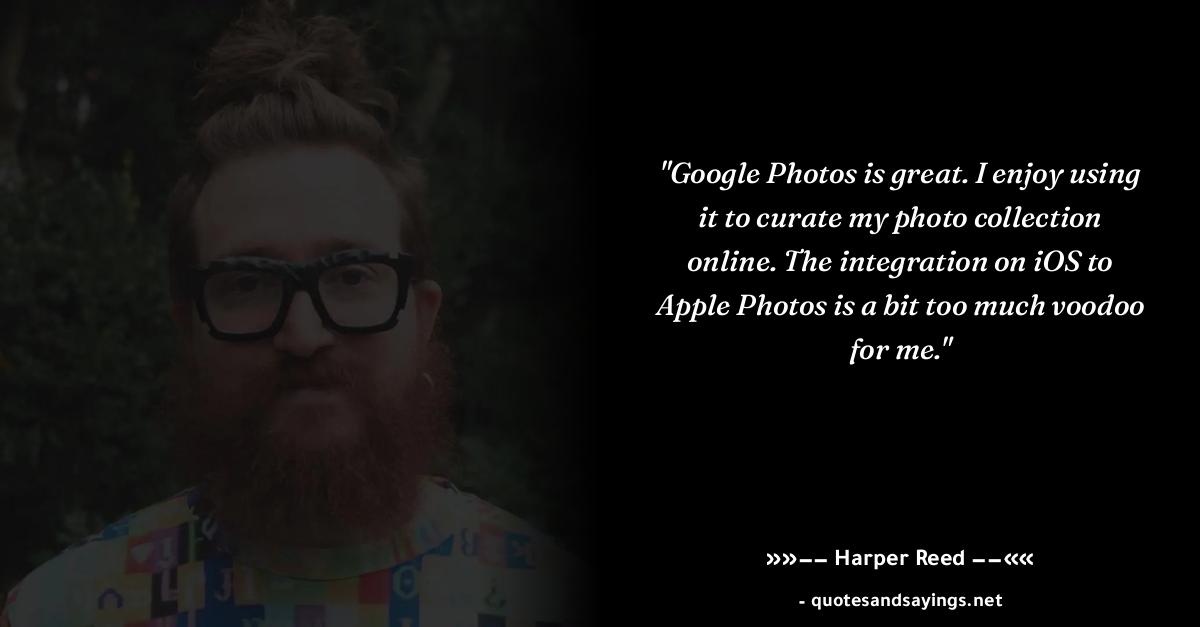 "Google Photos is great. I enjoy using
it to curate my photo collection
online. The integration on iOS to
Apple Photos is a bit too much voodoo
for me."
»»−− Harper Reed −−««
- quotesandsayings.net